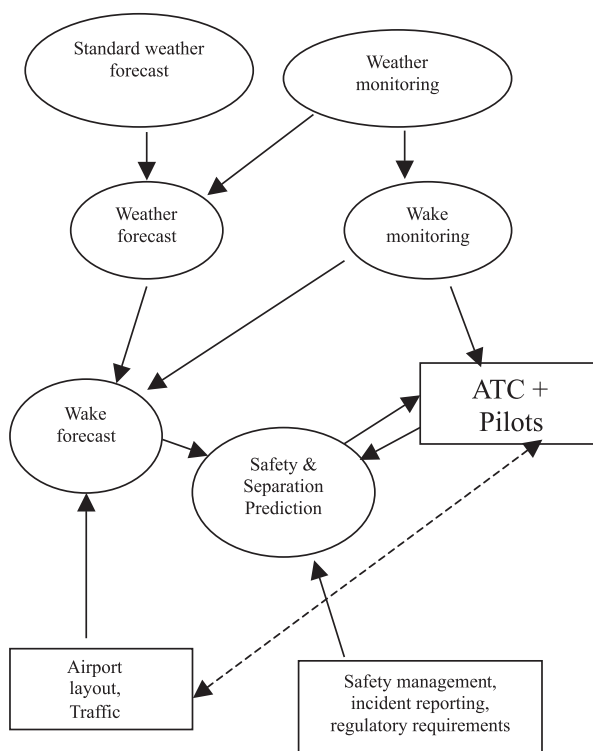 Standard weather
forecast
Weather
monitoring
Weather
forecast
Wake
monitoring
ATC +
Pilots
Wake
forecast
Safety &
Separation
Prediction
Airport
layout,
Traffic
Safety management,
incident reporting,
regulatory requirements